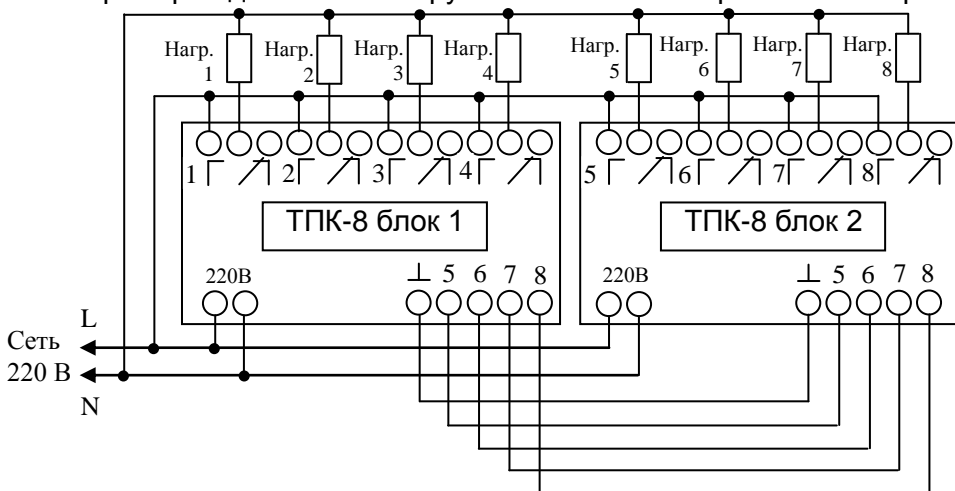 Нагр. 1
Нагр. 2
Нагр. 3
Нагр. 4
Нагр. 5
Нагр. 6
Нагр. 7
Нагр. 8
1 2 3 4
5 6 7 8
ТПК-8 блок 1
ТПК-8 блок 2
220В ⊥ 5 6 7 8
220В ⊥ 5 6 7 8
L
Сеть
220 В
N